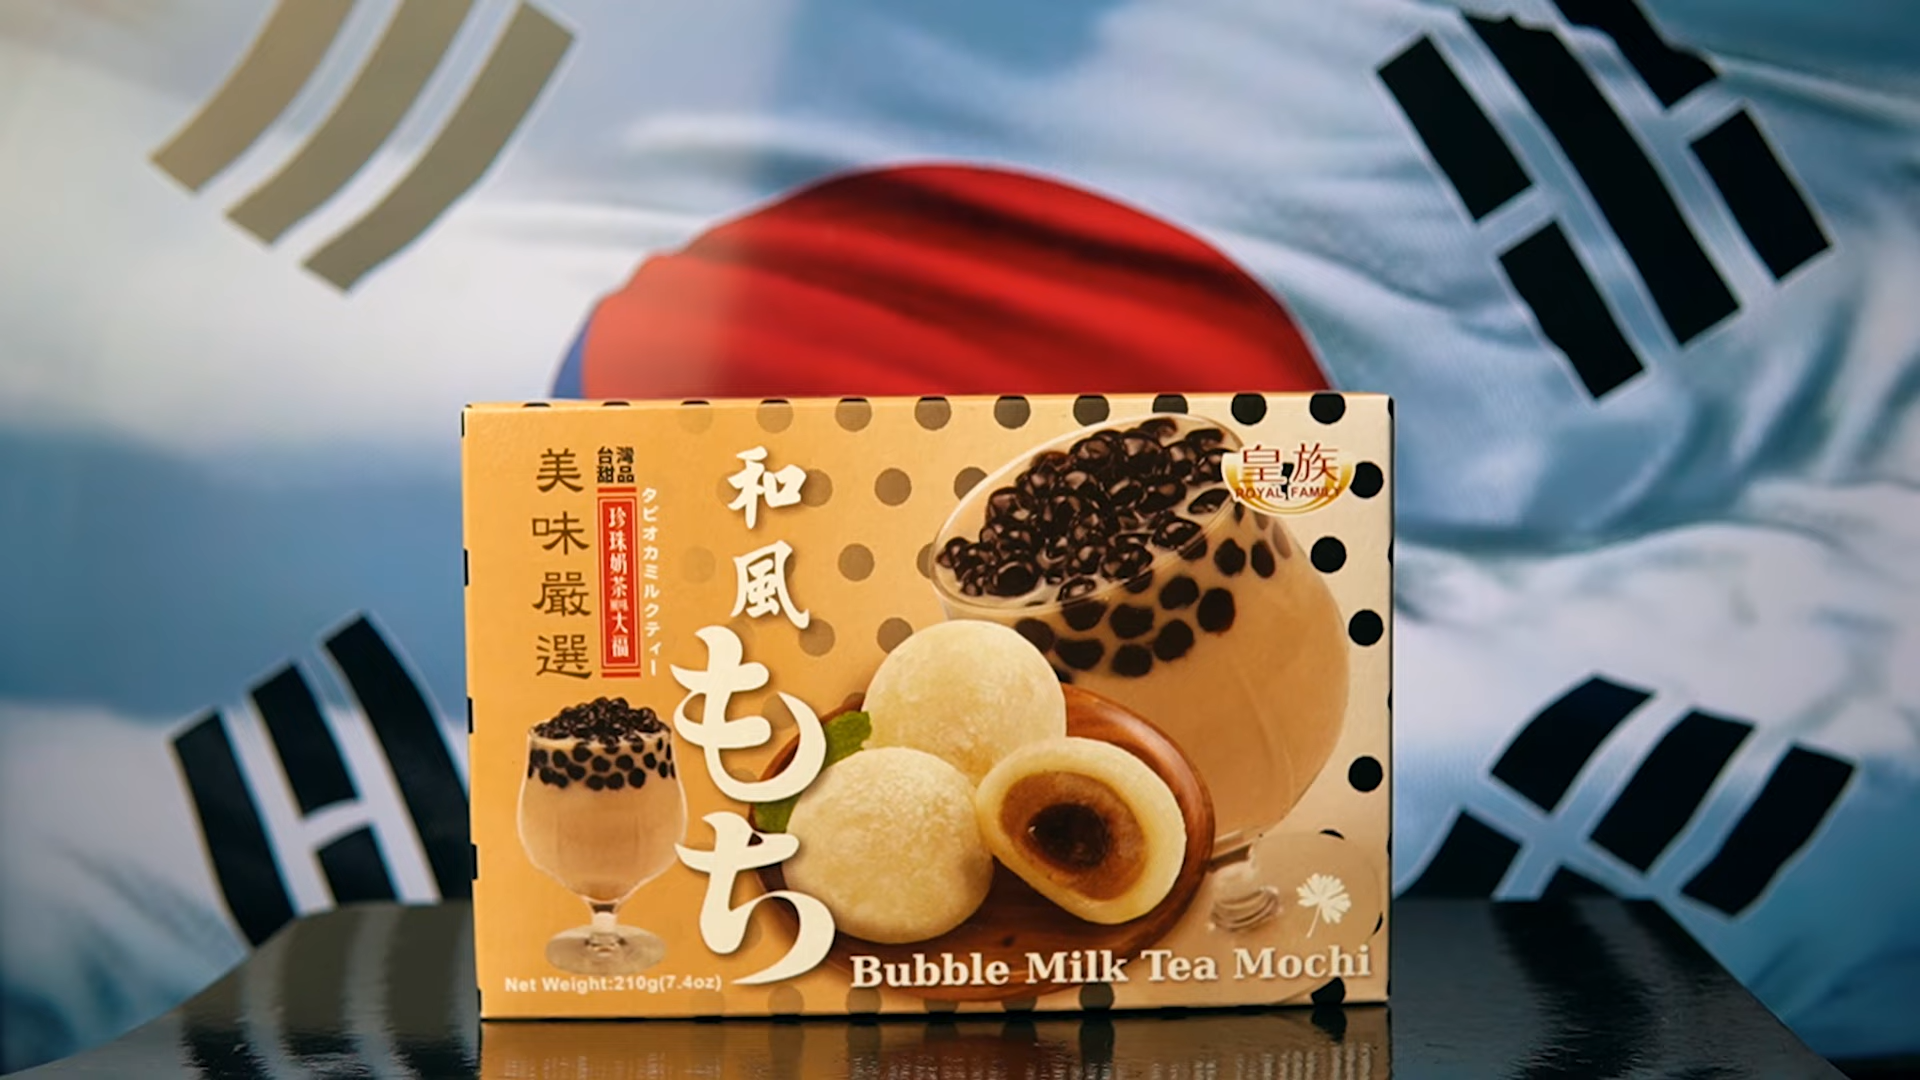 美味嚴選
台灣
甜品
珍珠奶茶大福
タピオカミルクティー
和風
もち
皇族
ROYAL FAMILY
Net Weight:210g(7.4oz)
Bubble Milk Tea Mochi